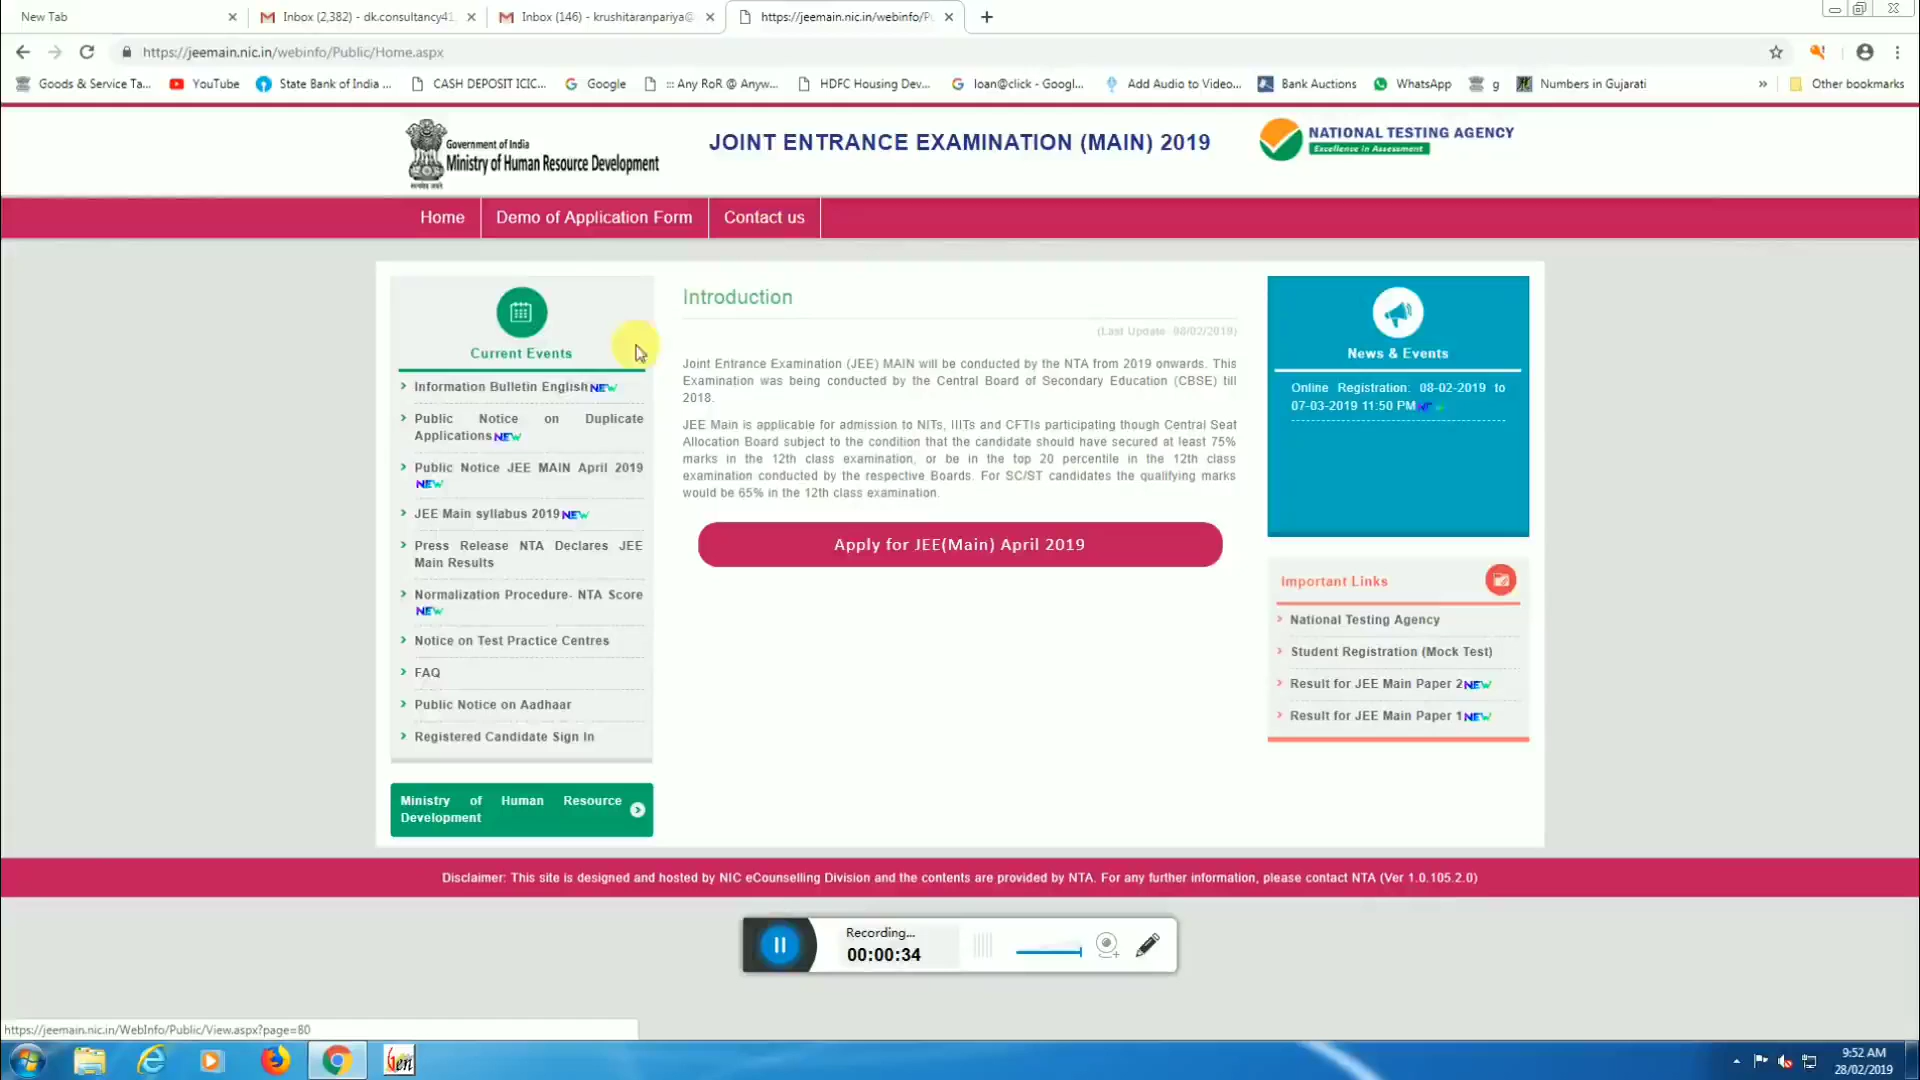 New Tab
Inbox (2,382) - dk.consultancy41
Inbox (146) - krushitaranpariya@
https://jeemain.nic.in/webinfo/P
https://jeemain.nic.in/webinfo/Public/Home.aspx
Goods & Service Ta...
YouTube
State Bank of India ...
CASH DEPOSIT ICIC...
Google
::: Any RoR @ Anyw...
HDFC Housing Dev...
loan@click - Googl...
Add Audio to Video...
Bank Auctions
WhatsApp
g
Numbers in Gujarati
»
Other bookmarks
Government of India
Ministry of Human Resource Development
JOINT ENTRANCE EXAMINATION (MAIN) 2019
NATIONAL TESTING AGENCY
Excellence in Assessment
Home
Demo of Application Form
Contact us
Current Events
Information Bulletin English NEW
Public Notice on Duplicate
Applications NEW
Public Notice JEE MAIN April 2019
NEW
JEE Main syllabus 2019 NEW
Press Release NTA Declares JEE
Main Results
Normalization Procedure- NTA Score
NEW
Notice on Test Practice Centres
FAQ
Public Notice on Aadhaar
Registered Candidate Sign In
Ministry of Human Resource
Development
Introduction
(Last Update 08/02/2019)
Joint Entrance Examination (JEE) MAIN will be conducted by the NTA from 2019 onwards. This
Examination was being conducted by the Central Board of Secondary Education (CBSE) till
2018.
JEE Main is applicable for admission to NITs, IIITs and CFTIs participating though Central Seat
Allocation Board subject to the condition that the candidate should have secured at least 75%
marks in the 12th class examination, or be in the top 20 percentile in the 12th class
examination conducted by the respective Boards. For SC/ST candidates the qualifying marks
would be 65% in the 12th class examination.
Apply for JEE(Main) April 2019
News & Events
Online Registration: 08-02-2019 to
07-03-2019 11:50 PM
Important Links
National Testing Agency
Student Registration (Mock Test)
Result for JEE Main Paper 2 NEW
Result for JEE Main Paper 1 NEW
Disclaimer: This site is designed and hosted by NIC eCounselling Division and the contents are provided by NTA. For any further information, please contact NTA (Ver 1.0.105.2.0)
Recording...
00:00:34
https://jeemain.nic.in/WebInfo/Public/View.aspx?page=80
Gen
9:52 AM
28/02/2019